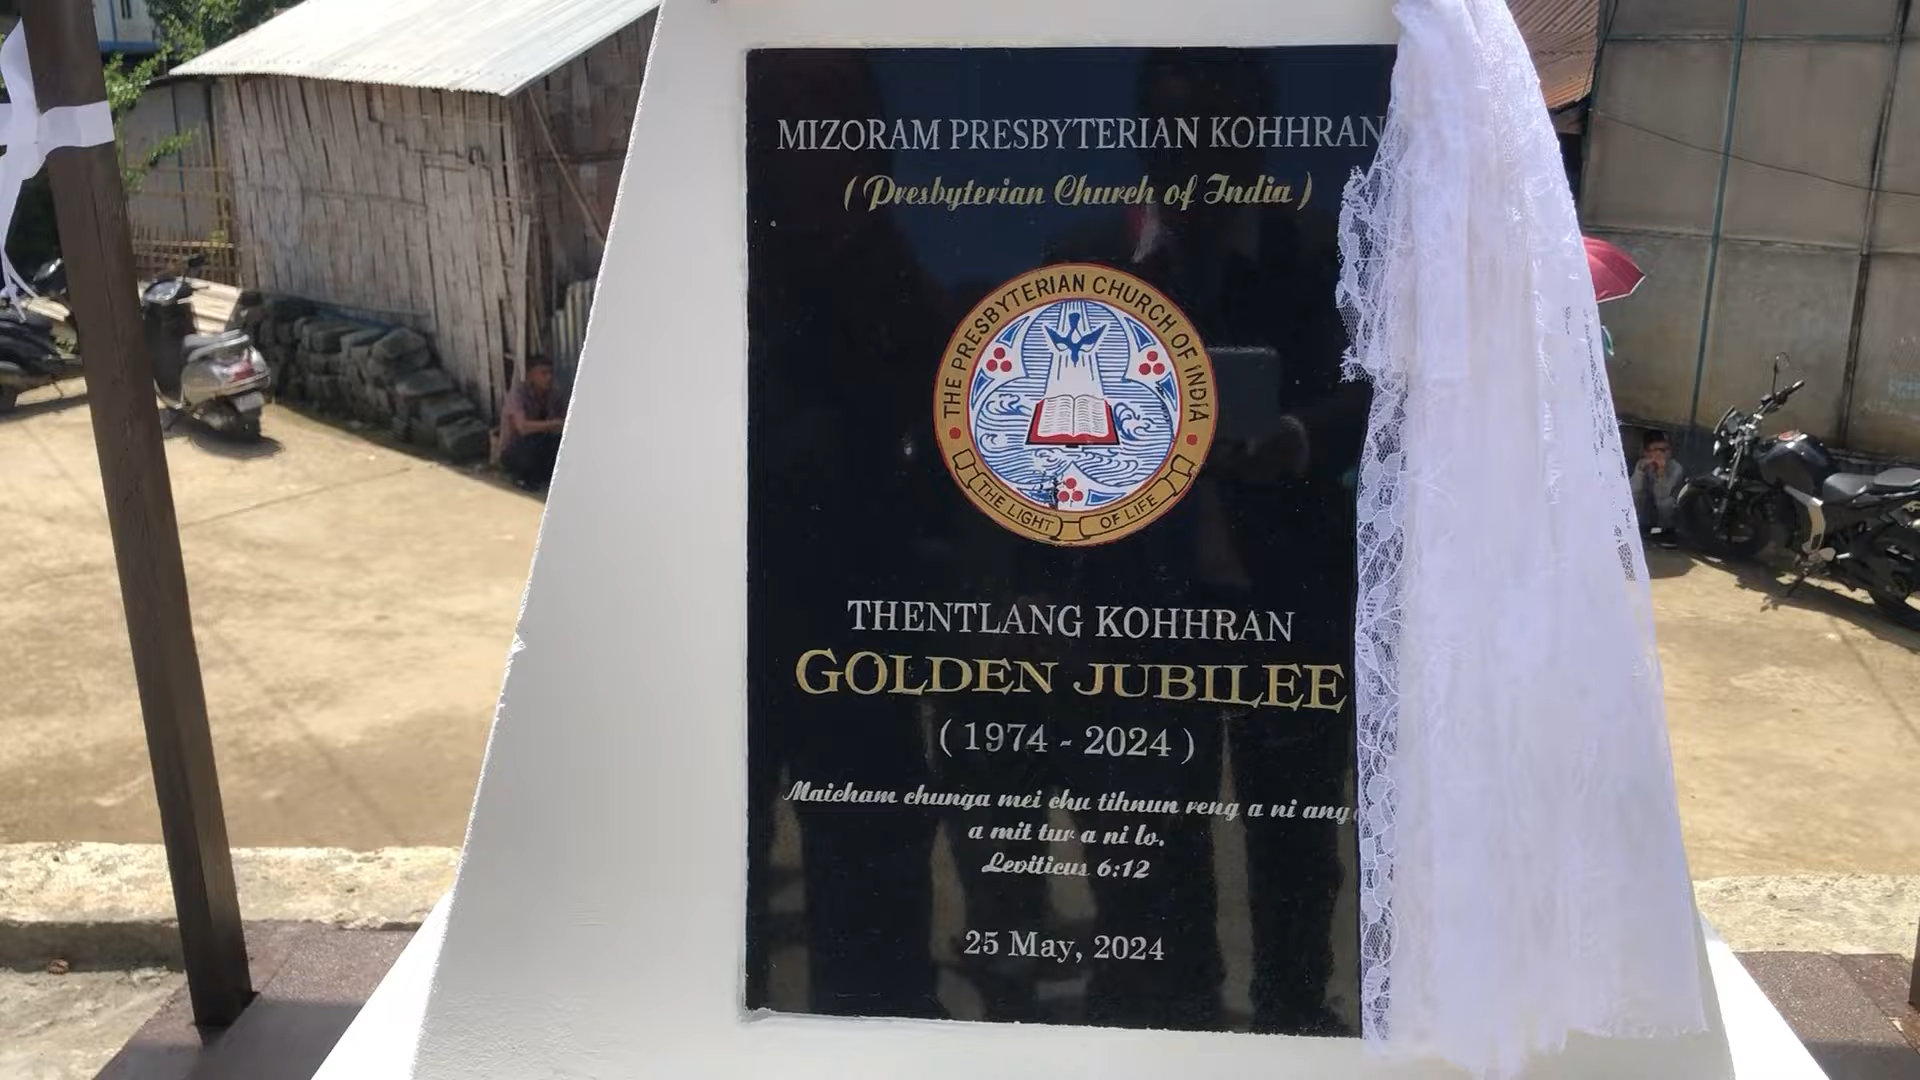 MIZORAM PRESBYTERIAN KOHHRAN
( Presbyterian Church of India )
THE PRESBYTERIAN CHURCH OF INDIA
THE LIGHT OF LIFE
THENTLANG KOHHRAN
GOLDEN JUBILEE
( 1974 - 2024 )
Maicham chunga mei chu tihnun reng a ni ang
a mit tur a ni lo.
Leviticus 6:12
25 May, 2024